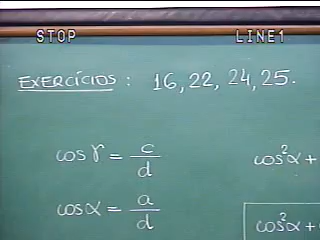 STOP LINE1
EXERCÍCIOS: 16, 22, 24, 25.
cos γ = c/d cos²α +
cos α = a/d
cos²α +